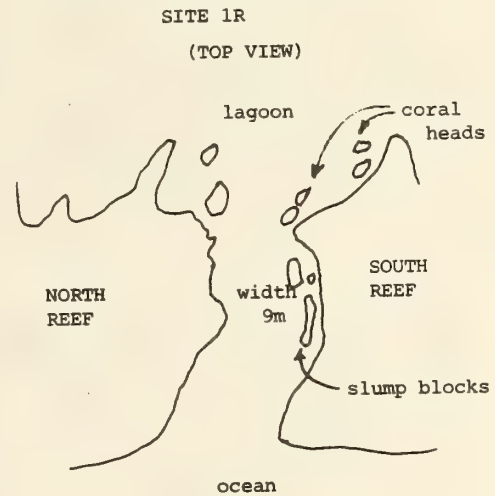 SITE 1R
(TOP VIEW)
lagoon
coral
heads
NORTH
REEF
width
9m
SOUTH
REEF
slump blocks
ocean